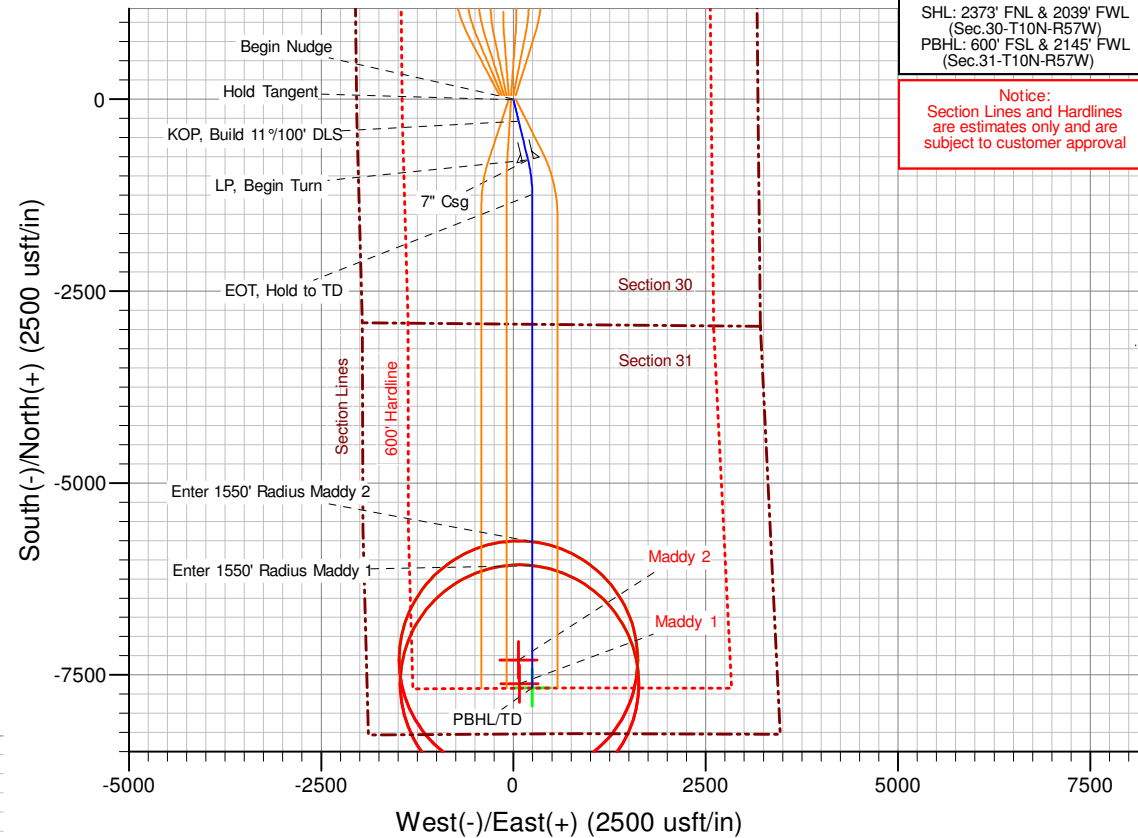 SHL: 2373' FNL & 2039' FWL
(Sec.30-T10N-R57W)
PBHL: 600' FSL & 2145' FWL
(Sec.31-T10N-R57W)
Notice:
Section Lines and Hardlines
are estimates only and are
subject to customer approval
Begin Nudge
Hold Tangent
KOP, Build 11°/100' DLS
LP, Begin Turn
7" Csg
EOT, Hold to TD
Section 30
Section 31
Section Lines
600' Hardline
Enter 1550' Radius Maddy 2
Enter 1550' Radius Maddy 1
Maddy 2
Maddy 1
PBHL/TD
0
-2500
-5000
-7500
South(-)/North(+) (2500 usft/in)
-5000
-2500
0
2500
5000
7500
West(-)/East(+) (2500 usft/in)